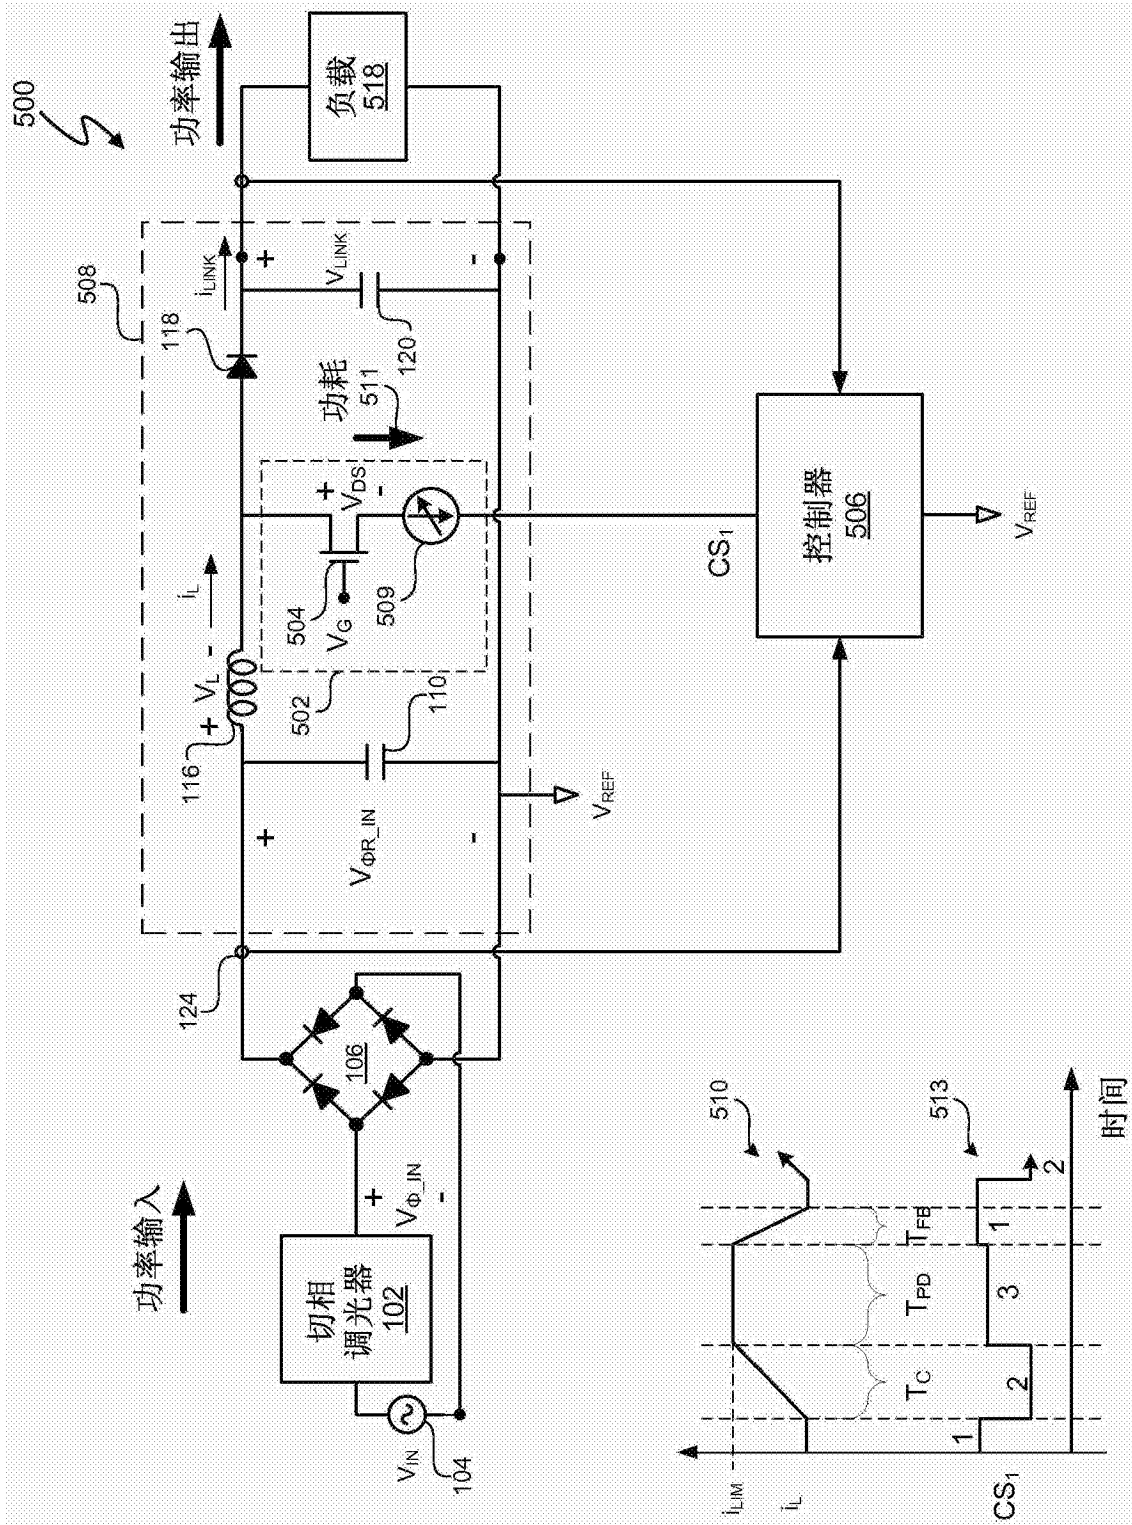 500
功率输出
负载
518
508
iLINK
118
+
VLINK
-
120
功耗
511
iL
+ VL -
116
504
VG
+
VDS
-
509
502
110
+
VΦR_IN
-
VREF
CS1
控制器
506
VREF
124
106
功率输入
+
VΦ_IN
-
切相
调光器
102
VIN
104
510
iLIM
iL
TC
TPD
TFB
513
CS1
1
2
3
1
2
时间